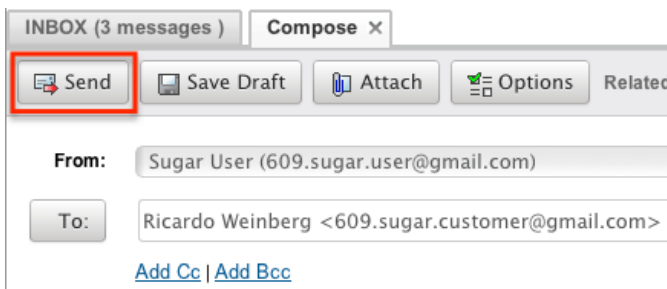 INBOX (3 messages ) Compose ×
Send Save Draft Attach Options Related
From: Sugar User (609.sugar.user@gmail.com)
To: Ricardo Weinberg <609.sugar.customer@gmail.com>
Add Cc | Add Bcc